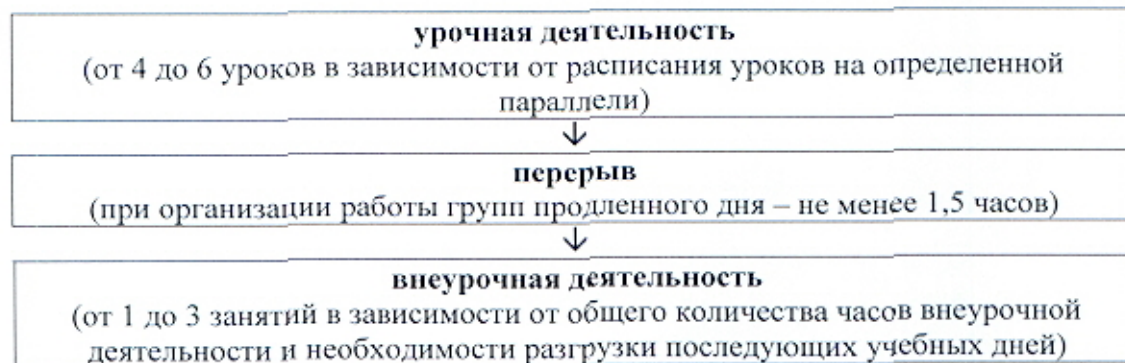 урочная деятельность
(от 4 до 6 уроков в зависимости от расписания уроков на определенной
параллели)
перерыв
(при организации работы групп продленного дня – не менее 1,5 часов)
внеурочная деятельность
(от 1 до 3 занятий в зависимости от общего количества часов внеурочной
деятельности и необходимости разгрузки последующих учебных дней)